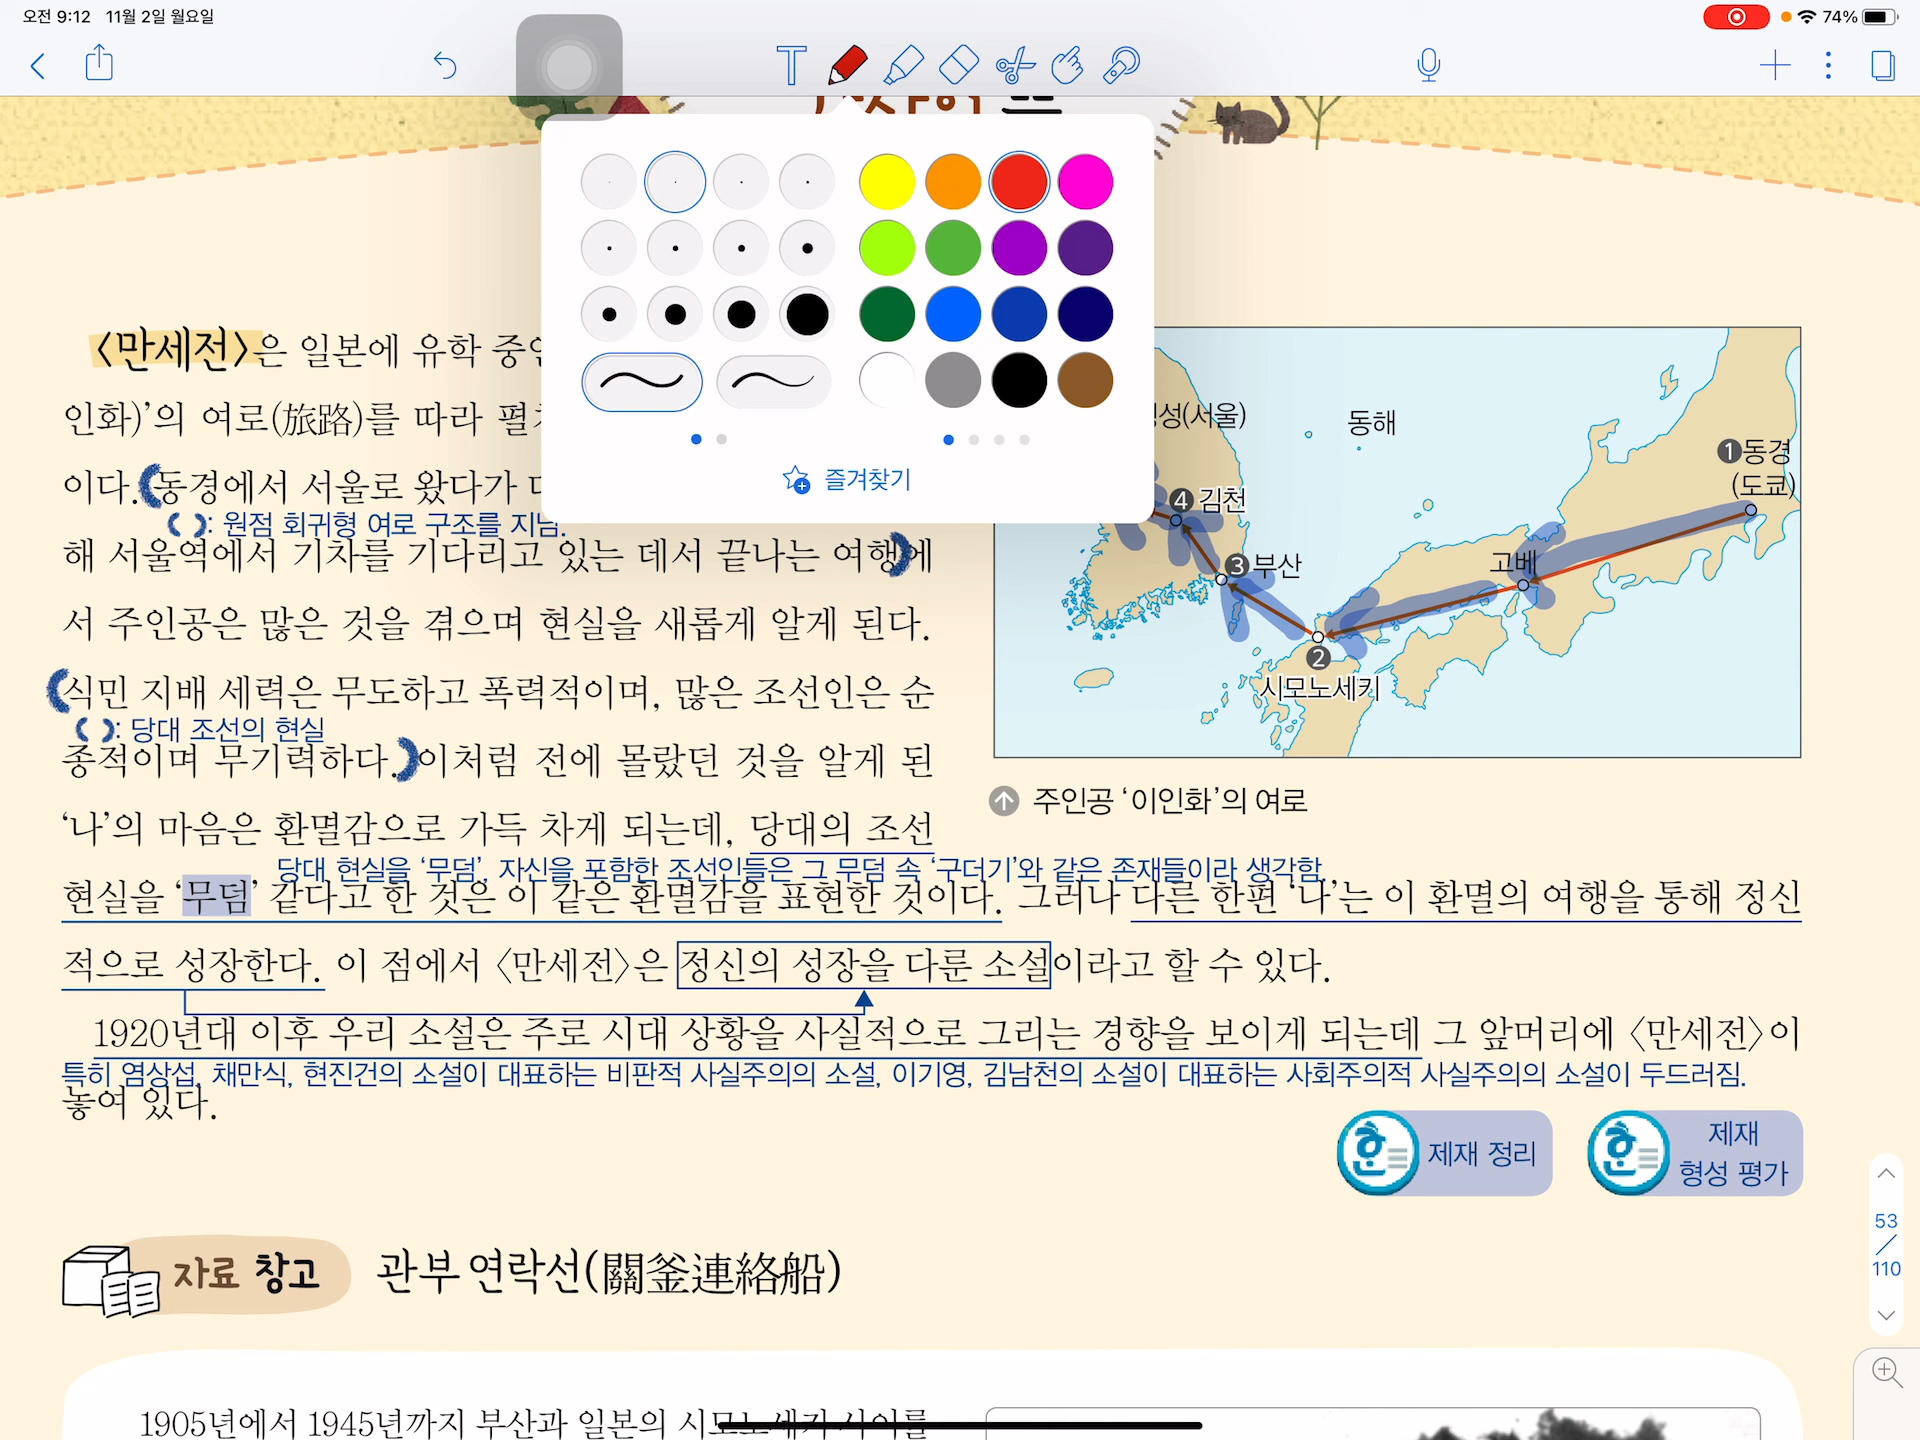 오전 9:12 11월 2일 월요일
74%
즐겨찾기
〈만세전〉은 일본에 유학 중인
인화)’의 여로(旅路)를 따라 펼쳐
이다. 동경에서 서울로 왔다가 다
( ): 원점 회귀형 여로 구조를 지님.
해 서울역에서 기차를 기다리고 있는 데서 끝나는 여행에
서 주인공은 많은 것을 겪으며 현실을 새롭게 알게 된다.
(식민 지배 세력은 무도하고 폭력적이며, 많은 조선인은 순
( ): 당대 조선의 현실
종적이며 무기력하다.) 이처럼 전에 몰랐던 것을 알게 된
‘나’의 마음은 환멸감으로 가득 차게 되는데, 당대의 조선
당대 현실을 ‘무덤’, 자신을 포함한 조선인들은 그 무덤 속 ‘구더기’와 같은 존재들이라 생각함.
현실을 ‘무덤’ 같다고 한 것은 이 같은 환멸감을 표현한 것이다. 그러나 다른 한편 ‘나’는 이 환멸의 여행을 통해 정신
적으로 성장한다. 이 점에서 〈만세전〉은 정신의 성장을 다룬 소설이라고 할 수 있다.
1920년대 이후 우리 소설은 주로 시대 상황을 사실적으로 그리는 경향을 보이게 되는데 그 앞머리에 〈만세전〉이
특히 염상섭, 채만식, 현진건의 소설이 대표하는 비판적 사실주의의 소설, 이기영, 김남천의 소설이 대표하는 사회주의적 사실주의의 소설이 두드러짐.
놓여 있다.
성(서울)
동해
1 동경
(도쿄)
4 김천
3 부산
고베
2
시모노세키
주인공 ‘이인화’의 여로
제재 정리
제재
형성 평가
53
110
자료 창고 관부 연락선(關釜連絡船)
1905년에서 1945년까지 부산과 일본의 시모노세키 사이를